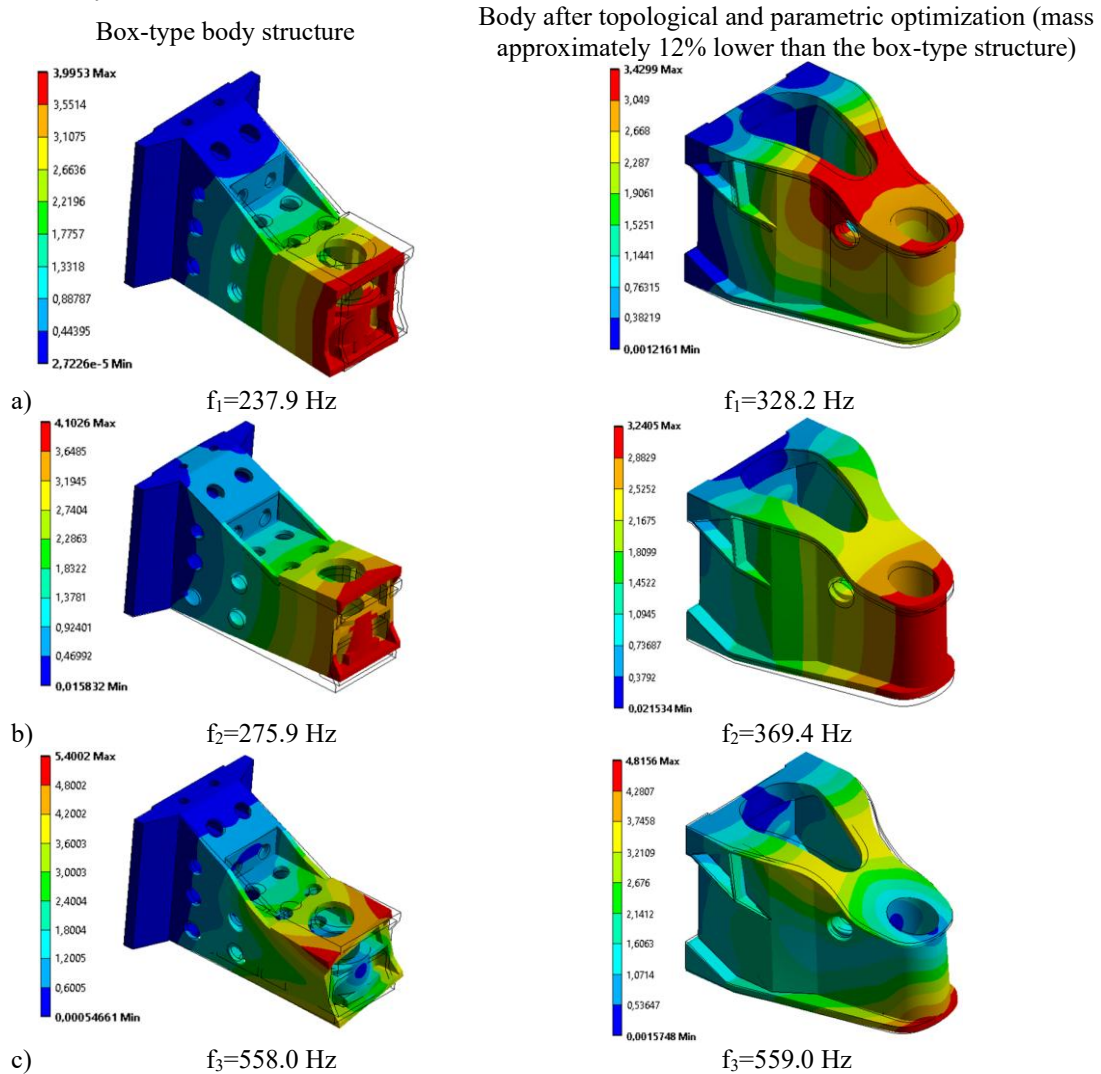 Box-type body structure
Body after topological and parametric optimization (mass
approximately 12% lower than the box-type structure)
3,9953 Max
3,5514
3,1075
2,6636
2,2196
1,7757
1,3318
0,88787
0,44395
2,7226e-5 Min
3,4299 Max
3,049
2,668
2,287
1,9061
1,5251
1,1441
0,76315
0,38219
0,0012161 Min
a)
f1=237.9 Hz
f1=328.2 Hz
4,1026 Max
3,6485
3,1945
2,7404
2,2863
1,8322
1,3781
0,92401
0,46992
0,015832 Min
3,2405 Max
2,8829
2,5252
2,1675
1,8099
1,4522
1,0945
0,73687
0,3792
0,021534 Min
b)
f2=275.9 Hz
f2=369.4 Hz
5,4002 Max
4,8002
4,2002
3,6003
3,0003
2,4004
1,8004
1,2005
0,6005
0,00054661 Min
4,8156 Max
4,2807
3,7458
3,2109
2,676
2,1412
1,6063
1,0714
0,53647
0,0015748 Min
c)
f3=558.0 Hz
f3=559.0 Hz